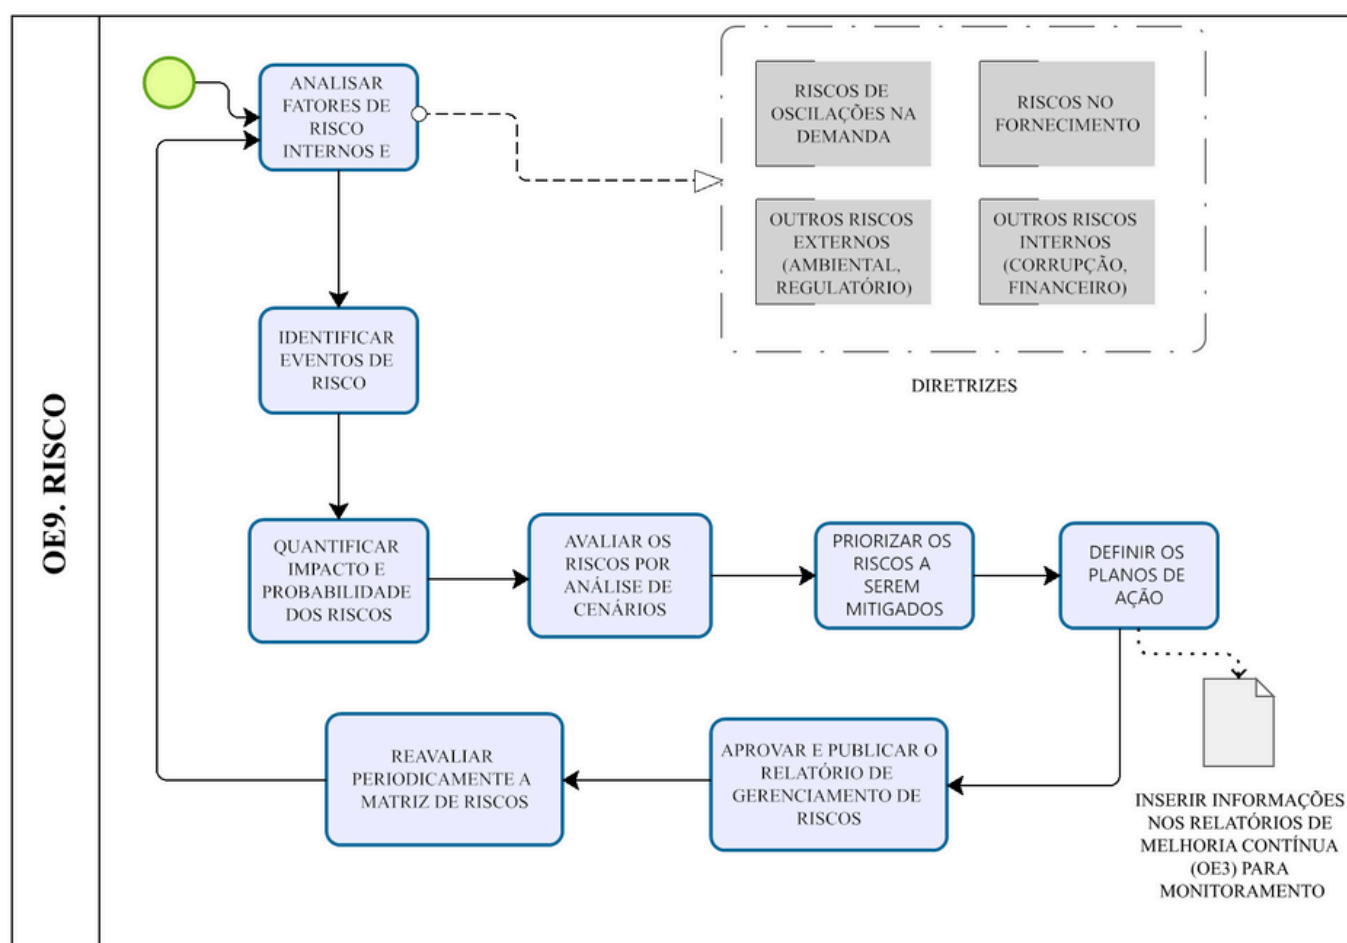 OE9. RISCO
ANALISAR
FATORES DE
RISCO
INTERNOS E
RISCOS DE
OSCILAÇÕES NA
DEMANDA
RISCOS NO
FORNECIMENTO
OUTROS RISCOS
EXTERNOS
(AMBIENTAL,
REGULATÓRIO)
OUTROS RISCOS
INTERNOS
(CORRUPÇÃO,
FINANCEIRO)
DIRETRIZES
IDENTIFICAR
EVENTOS DE
RISCO
QUANTIFICAR
IMPACTO E
PROBABILIDADE
DOS RISCOS
AVALIAR OS
RISCOS POR
ANÁLISE DE
CENÁRIOS
PRIORIZAR OS
RISCOS A
SEREM
MITIGADOS
DEFINIR OS
PLANOS DE
AÇÃO
INSERIR INFORMAÇÕES
NOS RELATÓRIOS DE
MELHORIA CONTÍNUA
(OE3) PARA
MONITORAMENTO
APROVAR E PUBLICAR O
RELATÓRIO DE
GERENCIAMENTO DE
RISCOS
REAVALIAR
PERIODICAMENTE A
MATRIZ DE RISCOS